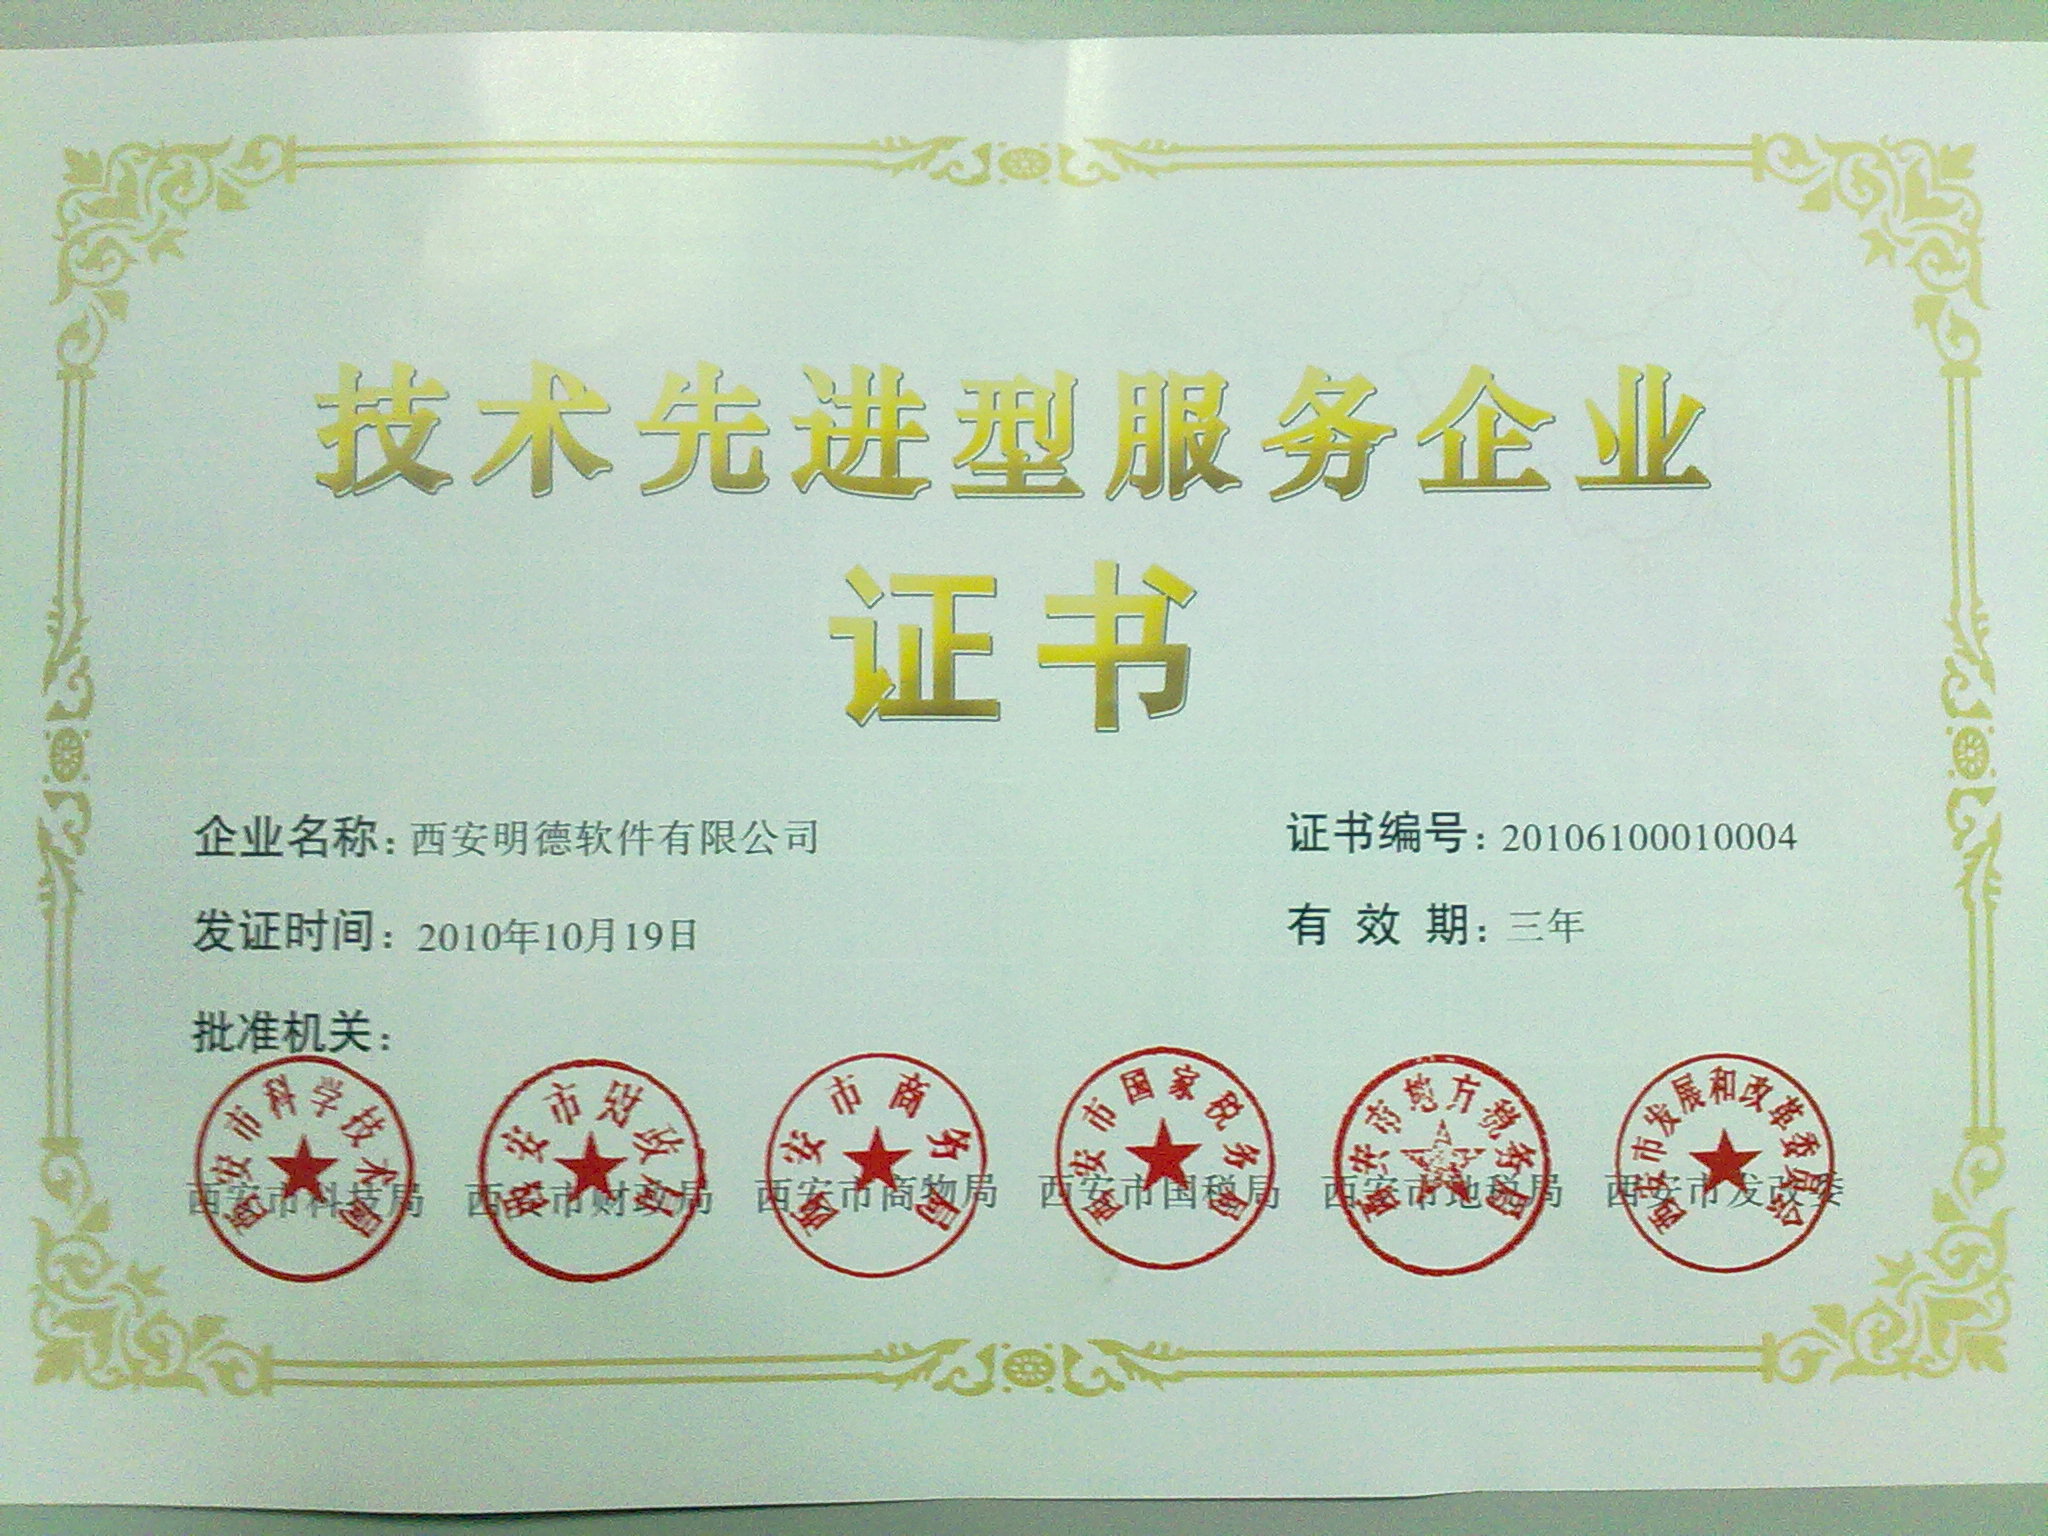 技术先进型服务企业
证书
企业名称：西安明德软件有限公司
证书编号：20106100010004
发证时间：2010年10月19日
有效期：三年
批准机关：
西安市科学技术局
西安市财政局
西安市商务局
西安市国家税务局
西安市地方税务局
西安市发展和改革委员会
西安市科技局 西安市财政局 西安市商物局 西安市国税局 西安市地税局 西安市发改委